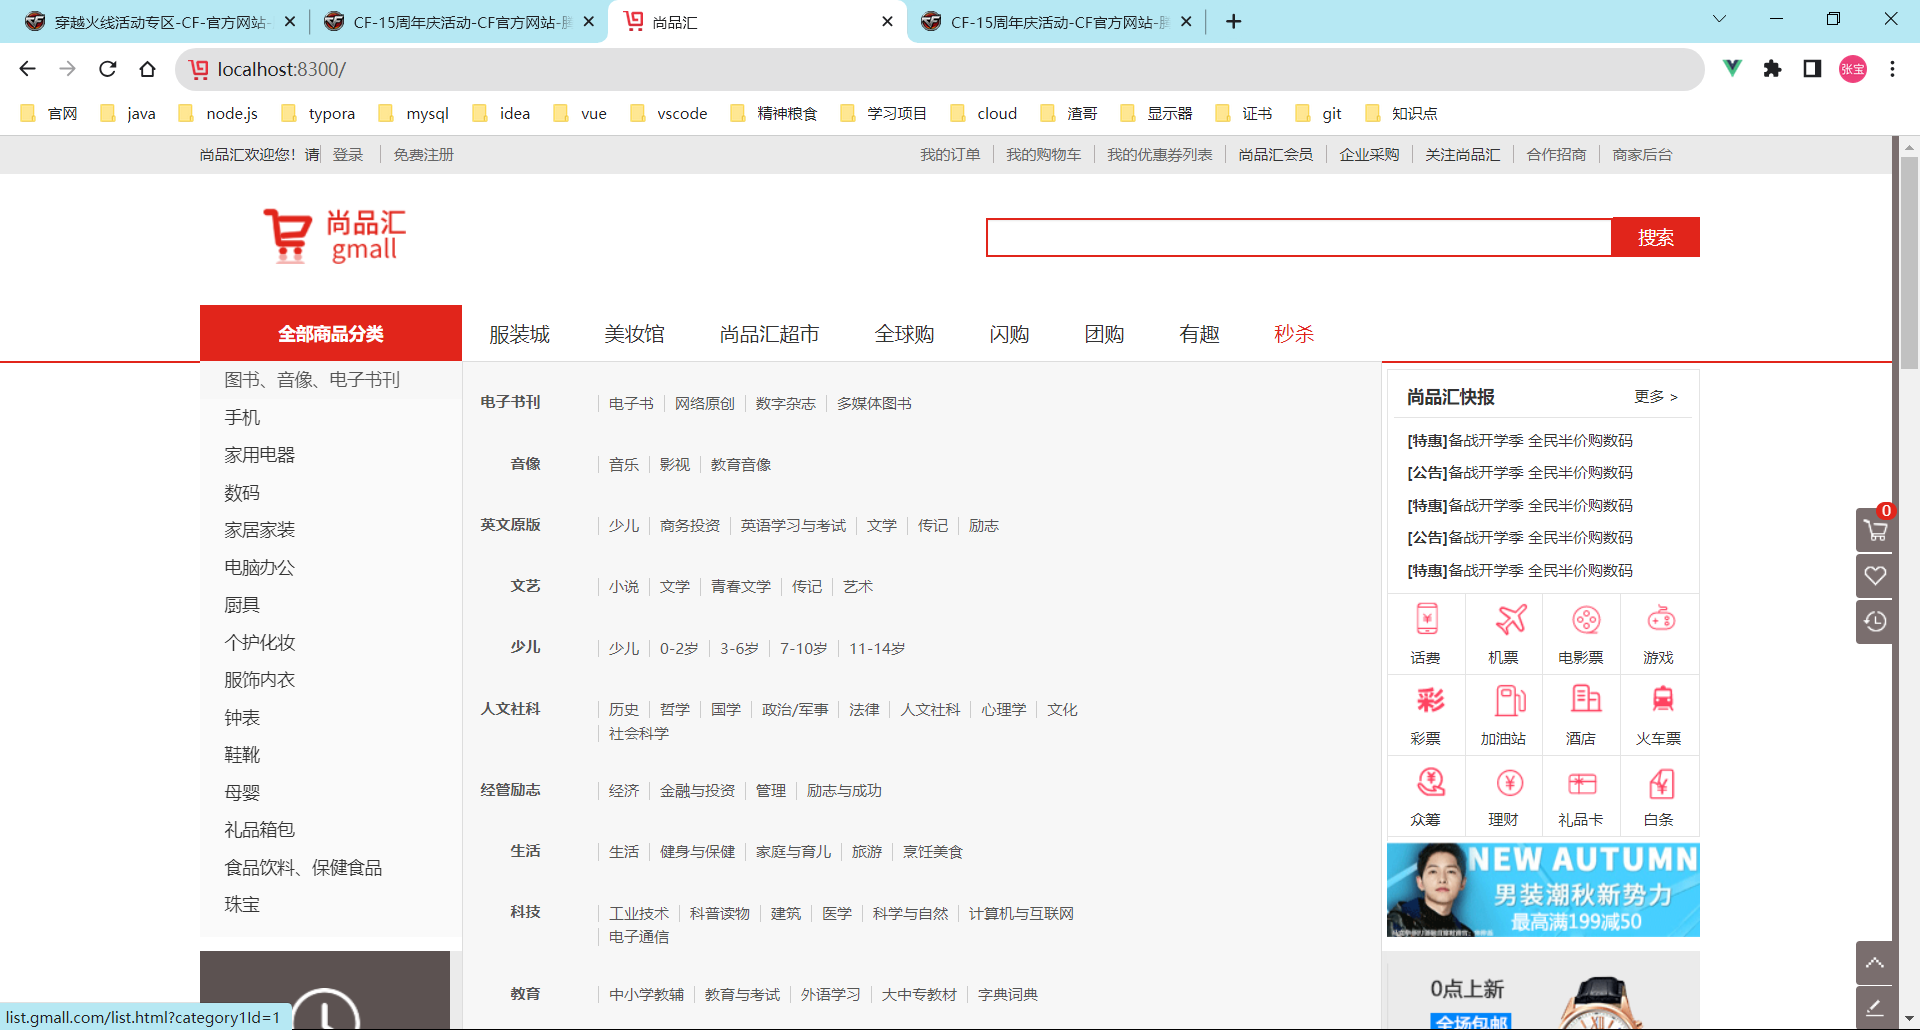 穿越火线活动专区-CF-官方网站-
CF-15周年庆活动-CF官方网站-腾
尚品汇
CF-15周年庆活动-CF官方网站-腾
localhost:8300/
张宝
官网 java node.js typora mysql idea vue vscode 精神粮食 学习项目 cloud 渣哥 显示器 证书 git 知识点
尚品汇欢迎您！请 登录 免费注册
我的订单 我的购物车 我的优惠券列表 尚品汇会员 企业采购 关注尚品汇 合作招商 商家后台
尚品汇
gmall
搜索
全部商品分类 服装城 美妆馆 尚品汇超市 全球购 闪购 团购 有趣 秒杀
图书、音像、电子书刊
手机
家用电器
数码
家居家装
电脑办公
厨具
个护化妆
服饰内衣
钟表
鞋靴
母婴
礼品箱包
食品饮料、保健食品
珠宝
电子书刊 电子书 网络原创 数字杂志 多媒体图书
音像 音乐 影视 教育音像
英文原版 少儿 商务投资 英语学习与考试 文学 传记 励志
文艺 小说 文学 青春文学 传记 艺术
少儿 少儿 0-2岁 3-6岁 7-10岁 11-14岁
人文社科 历史 哲学 国学 政治/军事 法律 人文社科 心理学 文化
社会科学
经管励志 经济 金融与投资 管理 励志与成功
生活 生活 健身与保健 家庭与育儿 旅游 烹饪美食
科技 工业技术 科普读物 建筑 医学 科学与自然 计算机与互联网
电子通信
教育 中小学教辅 教育与考试 外语学习 大中专教材 字典词典
尚品汇快报 更多 >
[特惠]备战开学季 全民半价购数码
[公告]备战开学季 全民半价购数码
[特惠]备战开学季 全民半价购数码
[公告]备战开学季 全民半价购数码
[特惠]备战开学季 全民半价购数码
话费 机票 电影票 游戏
彩
彩票 加油站 酒店 火车票
众筹 理财 礼品卡 白条
NEW AUTUMN
男装潮秋新势力
最高满199减50
0点上新
全场包邮
0
list.gmall.com/list.html?category1Id=1